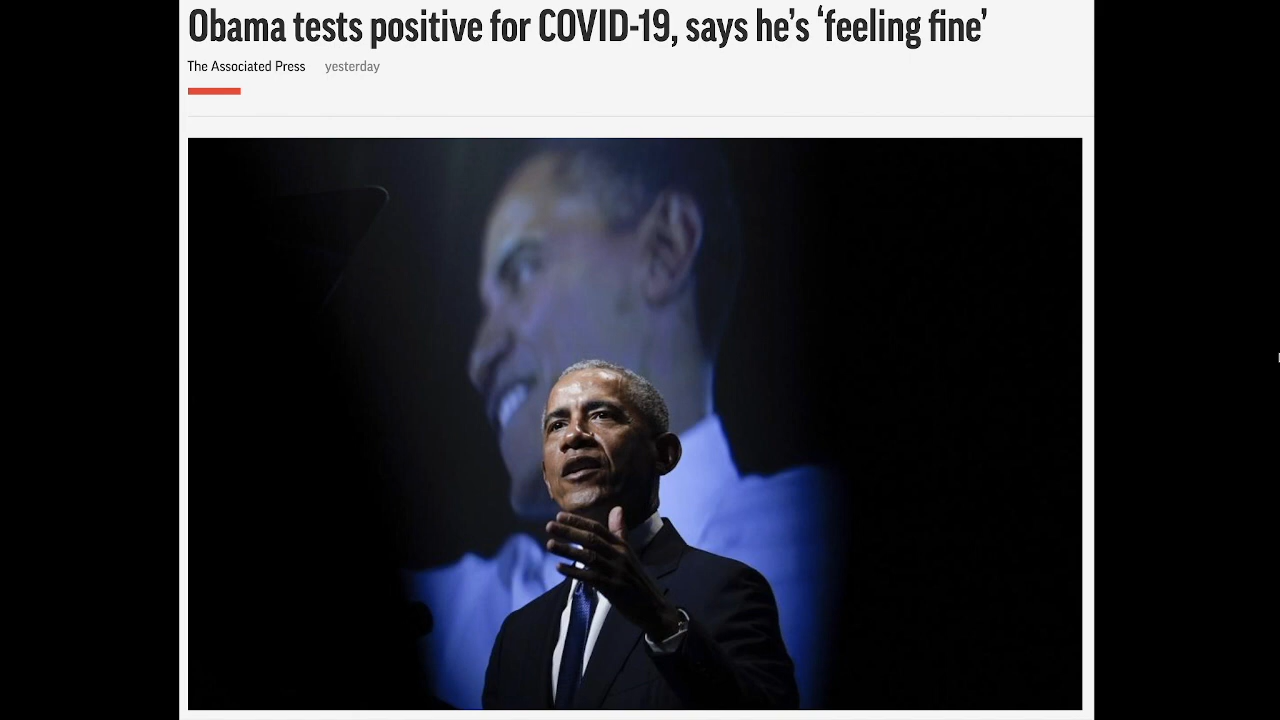 Obama tests positive for COVID-19, says he’s ‘feeling fine’
The Associated Press yesterday